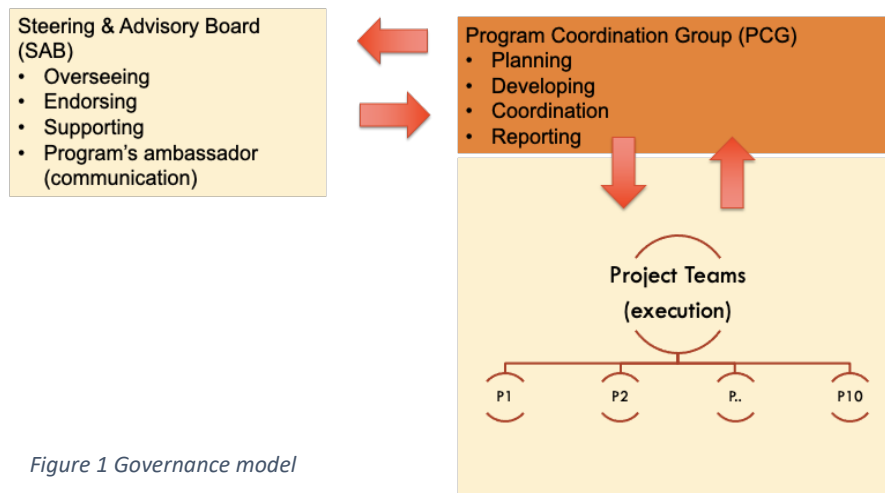 Steering & Advisory Board
(SAB)
• Overseeing
• Endorsing
• Supporting
• Program's ambassador
(communication)
Program Coordination Group (PCG)
• Planning
• Developing
• Coordination
• Reporting
Project Teams
(execution)
P1
P2
P..
P10
Figure 1 Governance model